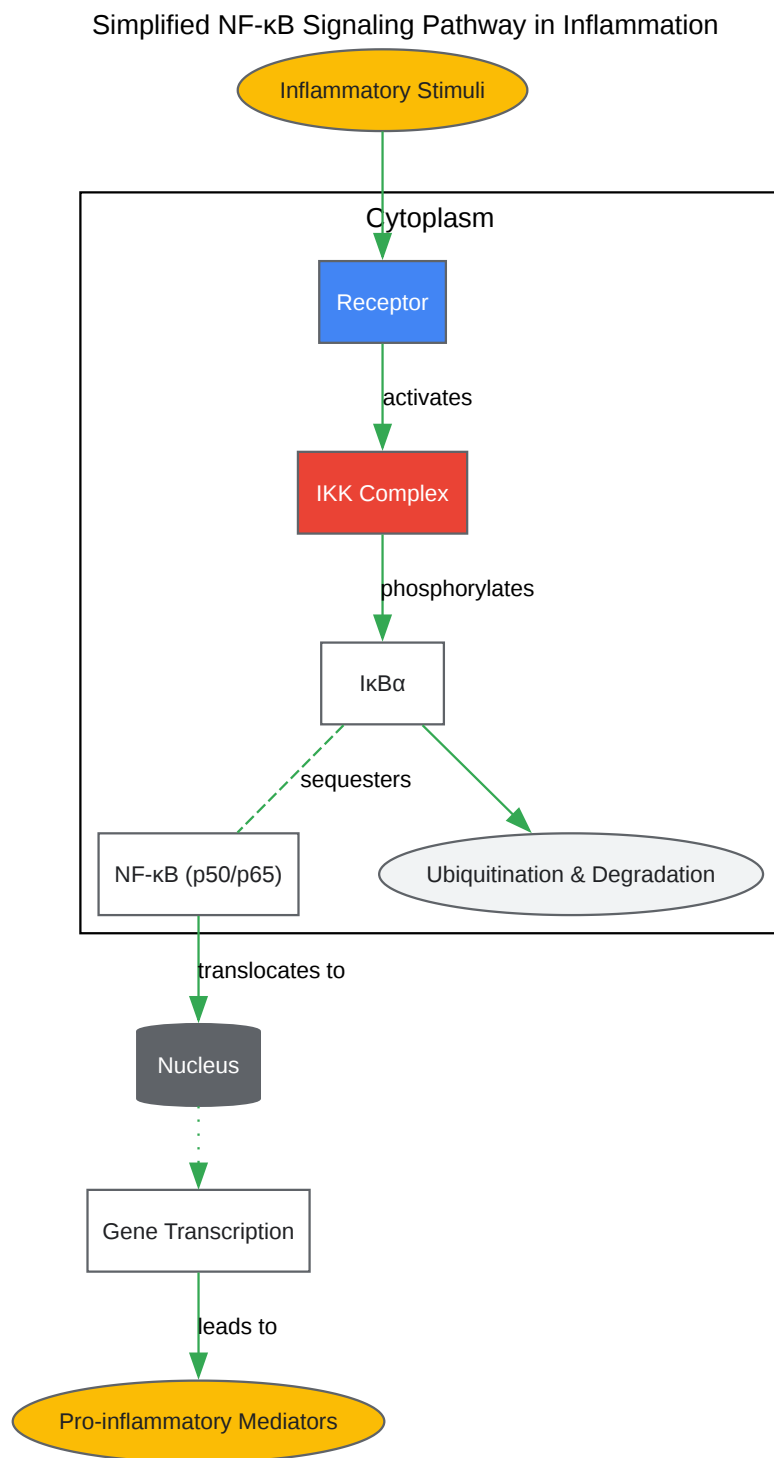 Simplified NF-κB Signaling Pathway in Inflammation
Inflammatory Stimuli
Cytoplasm
Receptor
activates
IKK Complex
phosphorylates
IκBα
sequesters
NF-κB (p50/p65)
Ubiquitination & Degradation
translocates to
Nucleus
Gene Transcription
leads to
Pro-inflammatory Mediators